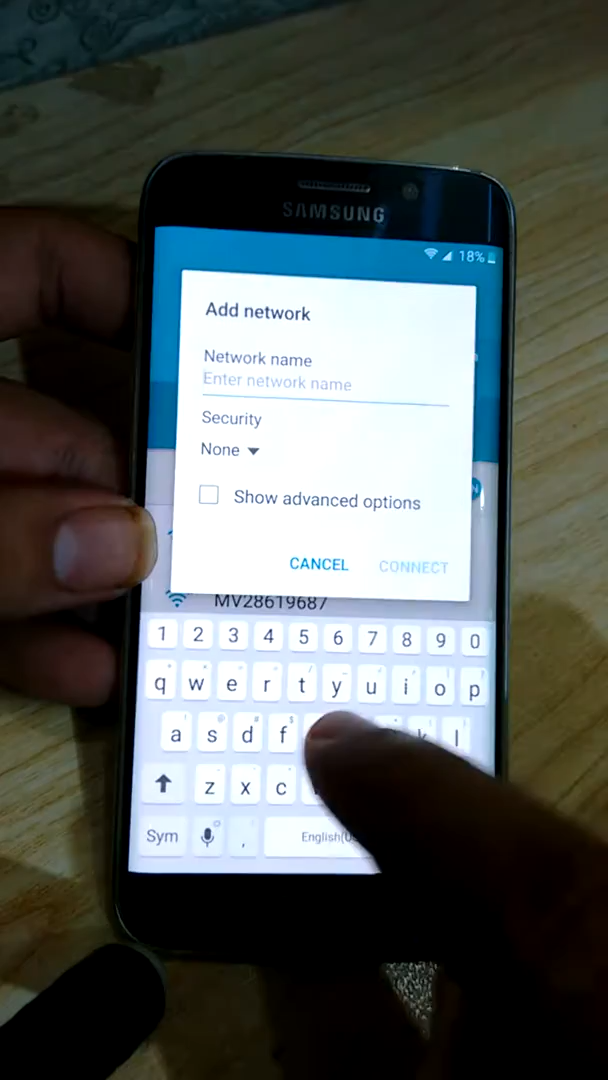 SAMSUNG
18%
Add network
Network name
Enter network name
Security
None
Show advanced options
CANCEL CONNECT
MV28619687
1 2 3 4 5 6 7 8 9 0
q w e r t y u i o p
a s d f k l
z x c
Sym , English(US